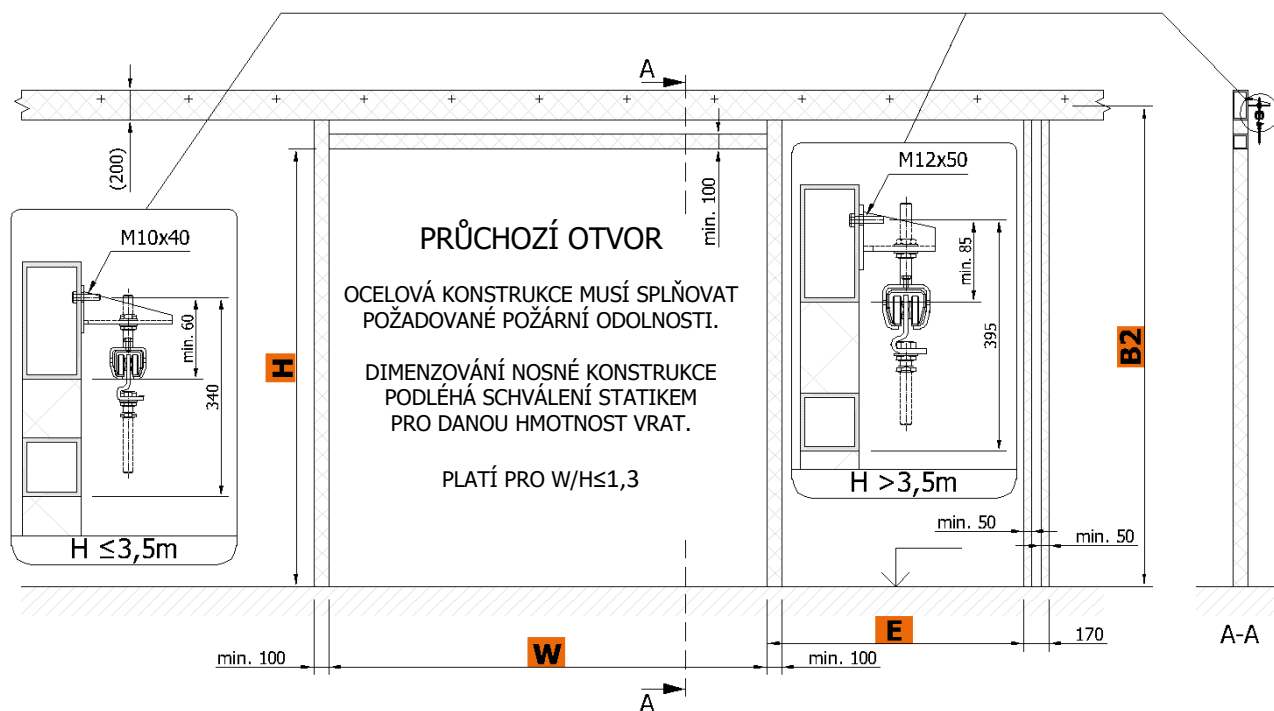 A
(200)
M12x50
min. 100
min. 85
395
H >3,5m
M10x40
min. 60
340
H ≤3,5m
H
PRŮCHOZÍ OTVOR
OCELOVÁ KONSTRUKCE MUSÍ SPLŇOVAT
POŽADOVANÉ POŽÁRNÍ ODOLNOSTI.
DIMENZOVÁNÍ NOSNÉ KONSTRUKCE
PODLÉHÁ SCHVÁLENÍ STATIKEM
PRO DANOU HMOTNOST VRAT.
PLATÍ PRO W/H≤1,3
B2
min. 50
min. 50
min. 100
W
min. 100
E
170
A-A
A